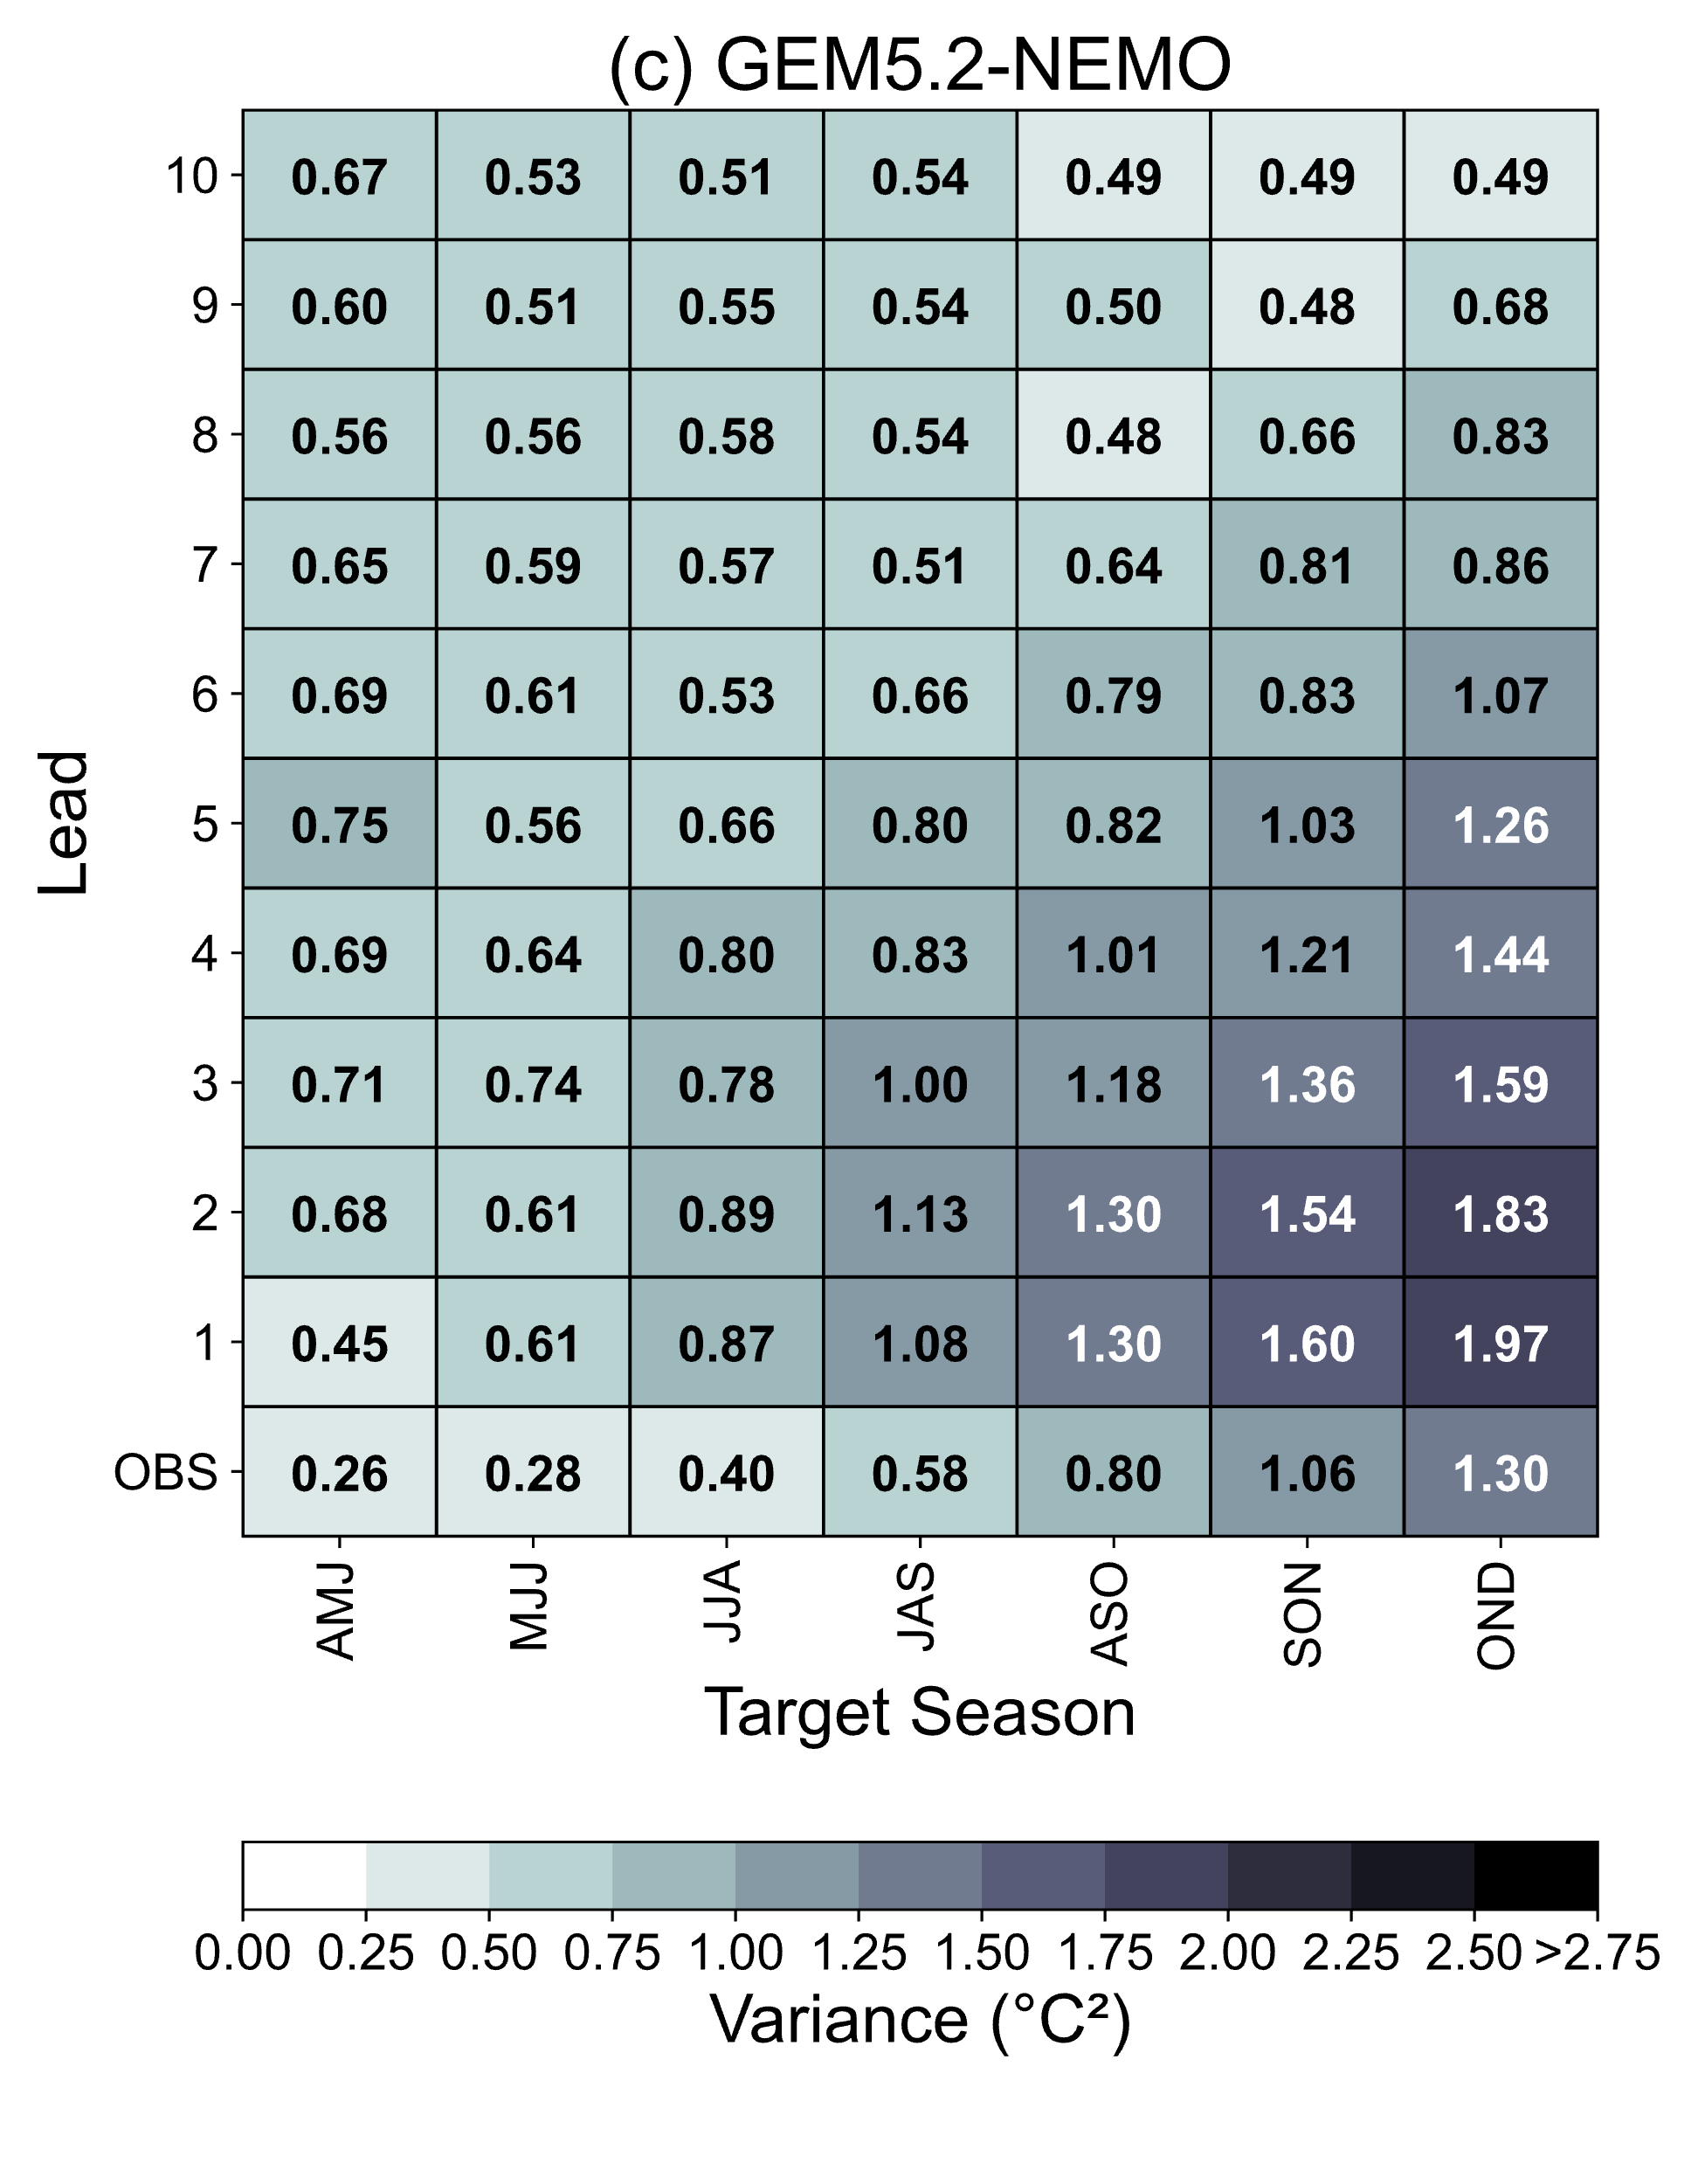 (c) GEM5.2-NEMO
10 0.67 0.53 0.51 0.54 0.49 0.49 0.49
9 0.60 0.51 0.55 0.54 0.50 0.48 0.68
8 0.56 0.56 0.58 0.54 0.48 0.66 0.83
7 0.65 0.59 0.57 0.51 0.64 0.81 0.86
6 0.69 0.61 0.53 0.66 0.79 0.83 1.07
5 0.75 0.56 0.66 0.80 0.82 1.03 1.26
4 0.69 0.64 0.80 0.83 1.01 1.21 1.44
3 0.71 0.74 0.78 1.00 1.18 1.36 1.59
2 0.68 0.61 0.89 1.13 1.30 1.54 1.83
1 0.45 0.61 0.87 1.08 1.30 1.60 1.97
OBS 0.26 0.28 0.40 0.58 0.80 1.06 1.30
Lead
AMJ MJJ JJA JAS ASO SON OND
Target Season
0.00 0.25 0.50 0.75 1.00 1.25 1.50 1.75 2.00 2.25 2.50 >2.75
Variance (°C²)